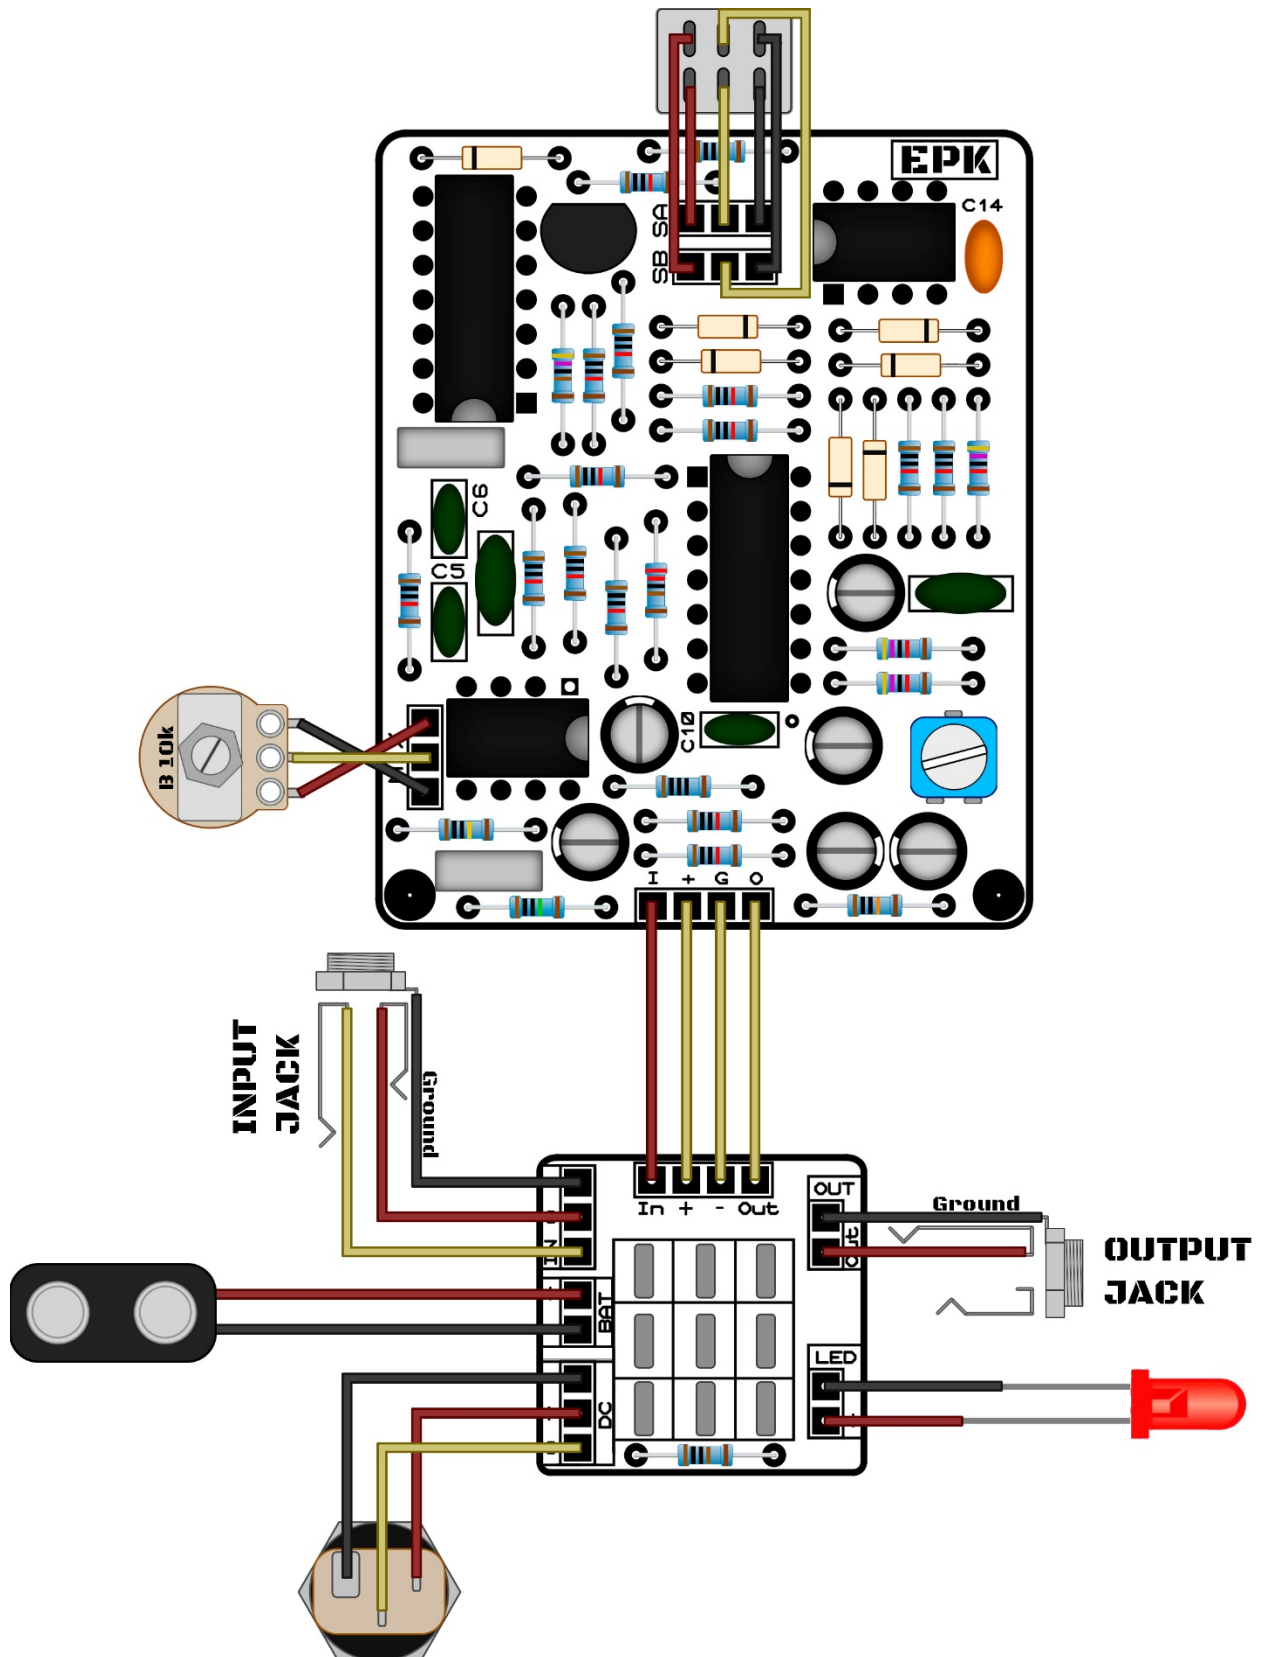 EPK
C14
SA
SB
C6
C5
C10
B 10k
I + G O
INPUT
JACK
Ground
In + - Out
OUT
Out
IN
BAT
DC
LED
Ground
OUTPUT
JACK